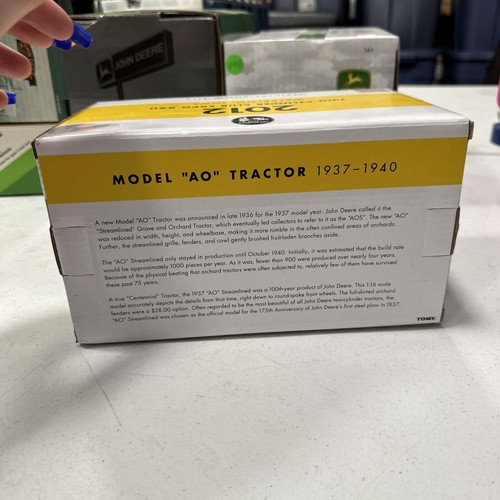 JOHN DEERE
16+
2012
MODEL "AO" TRACTOR 1937–1940
A new Model "AO" Tractor was announced in late 1936 for the 1937 model year. John Deere called it the
"Streamlined" Grove and Orchard Tractor, which eventually led collectors to refer to it as the "AOS". The new "AO"
was reduced in width, height, and wheelbase, making it more nimble in the often confined areas of orchards.
Further, the streamlined grille, fenders, and cowl gently brushed fruit-laden branches aside.
The "AO" Streamlined only stayed in production until October 1940. Initially, it was estimated that the build rate
would be approximately 1000 pieces per year. As it was, fewer than 900 were produced over nearly four years.
Because of the physical beating that orchard tractors were often subjected to, relatively few of them have survived
these past 75 years.
A true "Centennial" Tractor, the 1937 "AO" Streamlined was a 100th-year product of John Deere. This 1:16 scale
model accurately depicts the details from that time, right down to round-spoke front wheels. The full-skirted orchard
fenders were a $28.00 option. Often regarded to be the most beautiful of all John Deere two-cylinder tractors, the
"AO" Streamlined was chosen as the official model for the 175th Anniversary of John Deere's first steel plow in 1837.
TOMY.